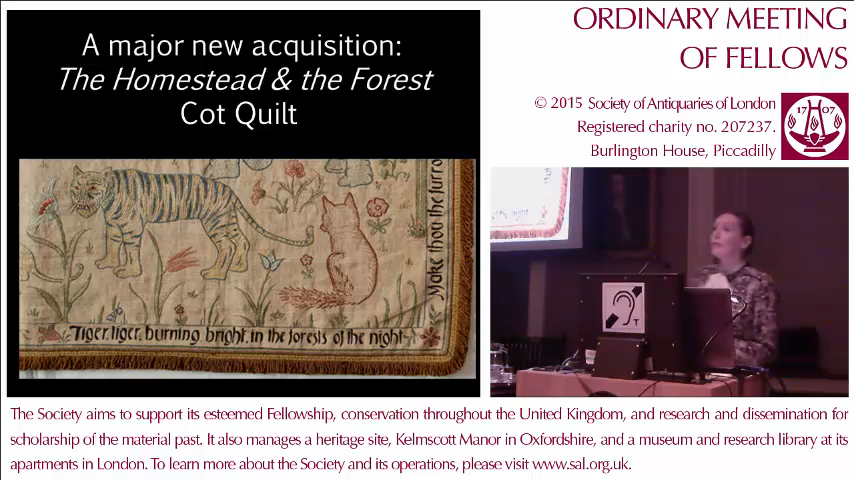 A major new acquisition:
The Homestead & the Forest
Cot Quilt
Make thou the furro
Tiger, tiger, burning bright, in the forests of the night
ORDINARY MEETING
OF FELLOWS
© 2015 Society of Antiquaries of London
Registered charity no. 207237.
Burlington House, Piccadilly
17 07
T
The Society aims to support its esteemed Fellowship, conservation throughout the United Kingdom, and research and dissemination for
scholarship of the material past. It also manages a heritage site, Kelmscott Manor in Oxfordshire, and a museum and research library at its
apartments in London. To learn more about the Society and its operations, please visit www.sal.org.uk.